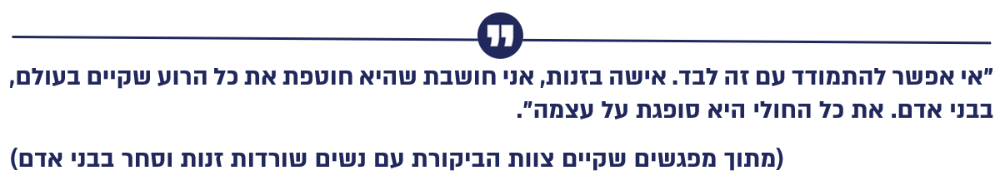 "אי אפשר להתמודד עם זה לבד. אישה בזנות, אני חושבת שהיא חוטפת את כל הרוע שקיים בעולם,
בבני אדם. את כל החולי היא סופגת על עצמה".
(מתוך מפגשים שקיים צוות הביקורת עם נשים שורדות זנות וסחר בבני אדם)